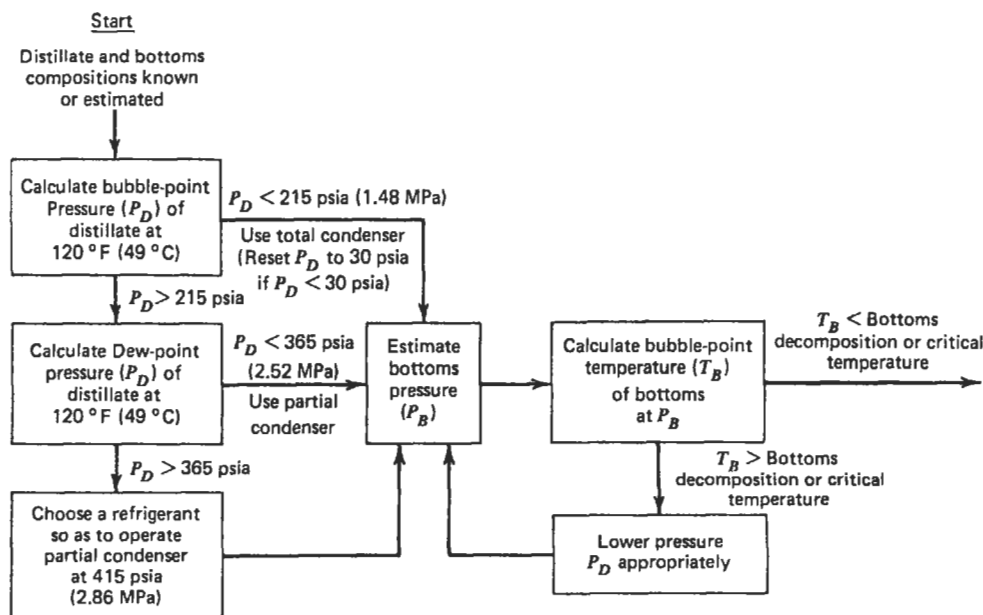 Start
Distillate and bottoms
compositions known
or estimated
Calculate bubble-point
Pressure (P_D) of
distillate at
120 °F (49 °C)
P_D < 215 psia (1.48 MPa)
Use total condenser
(Reset P_D to 30 psia
if P_D < 30 psia)
P_D > 215 psia
Calculate Dew-point
pressure (P_D) of
distillate at
120 °F (49 °C)
P_D < 365 psia
(2.52 MPa)
Use partial
condenser
Estimate
bottoms
pressure
(P_B)
Calculate bubble-point
temperature (T_B)
of bottoms
at P_B
T_B < Bottoms
decomposition or critical
temperature
P_D > 365 psia
T_B > Bottoms
decomposition or critical
temperature
Choose a refrigerant
so as to operate
partial condenser
at 415 psia
(2.86 MPa)
Lower pressure
P_D appropriately